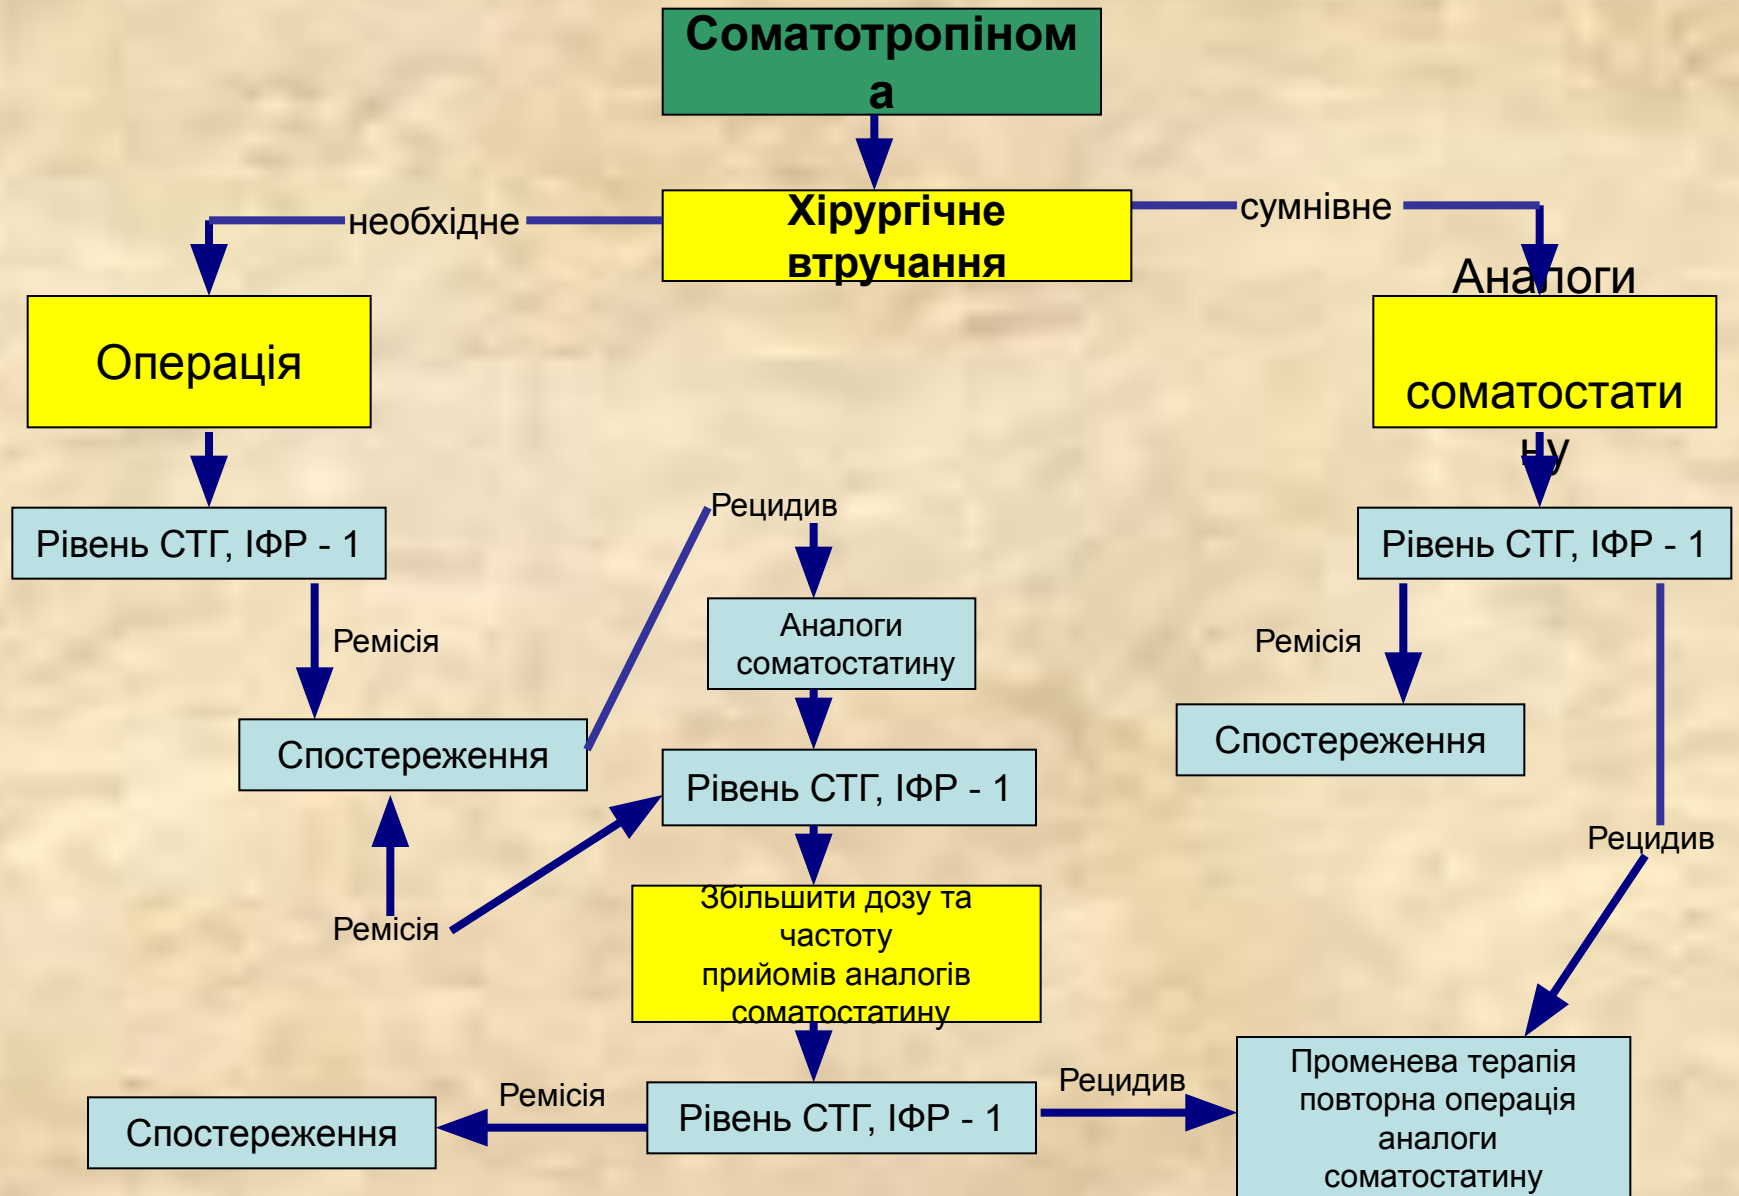 Соматотропіном
а
необхідне
Хірургічне
втручання
сумнівне
Аналоги
соматостати
ну
Операція
Рівень СТГ, ІФР - 1
Рецидив
Рівень СТГ, ІФР - 1
Ремісія
Аналоги
соматостатину
Ремісія
Спостереження
Рівень СТГ, ІФР - 1
Спостереження
Рецидив
Ремісія
Збільшити дозу та
частоту
прийомів аналогів
соматостатину
Ремісія
Рецидив
Спостереження
Рівень СТГ, ІФР - 1
Променева терапія
повторна операція
аналоги
соматостатину